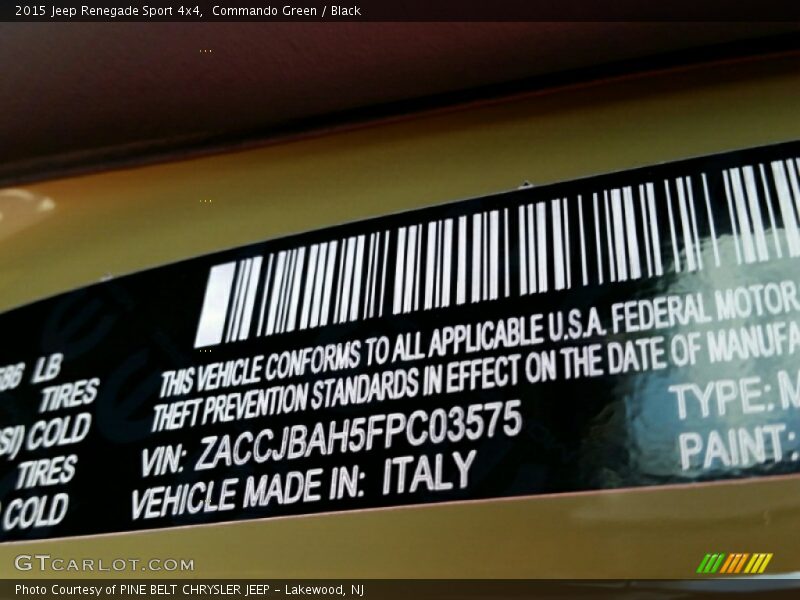 2015 Jeep Renegade Sport 4x4, Commando Green / Black
THIS VEHICLE CONFORMS TO ALL APPLICABLE U.S.A. FEDERAL MOTOR
THEFT PREVENTION STANDARDS IN EFFECT ON THE DATE OF MANUFA
VIN: ZACCJBAH5FPC03575
VEHICLE MADE IN: ITALY
LB
TIRES
COLD
TIRES
COLD
TYPE: M
PAINT:
GTCARLOT.COM
Photo Courtesy of PINE BELT CHRYSLER JEEP - Lakewood, NJ